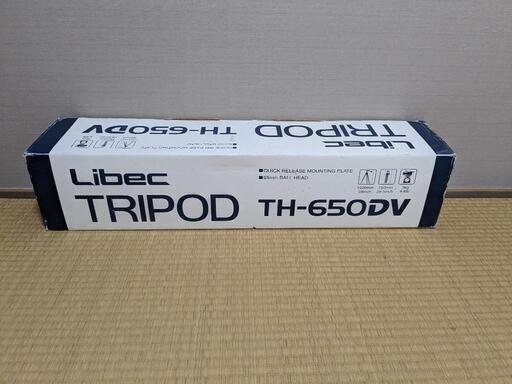 Libec
TRIPOD
TH-650DV
Libec
TRIPOD TH-650DV
■QUICK RELEASE MOUNTING PLATE
■65mm BALL HEAD